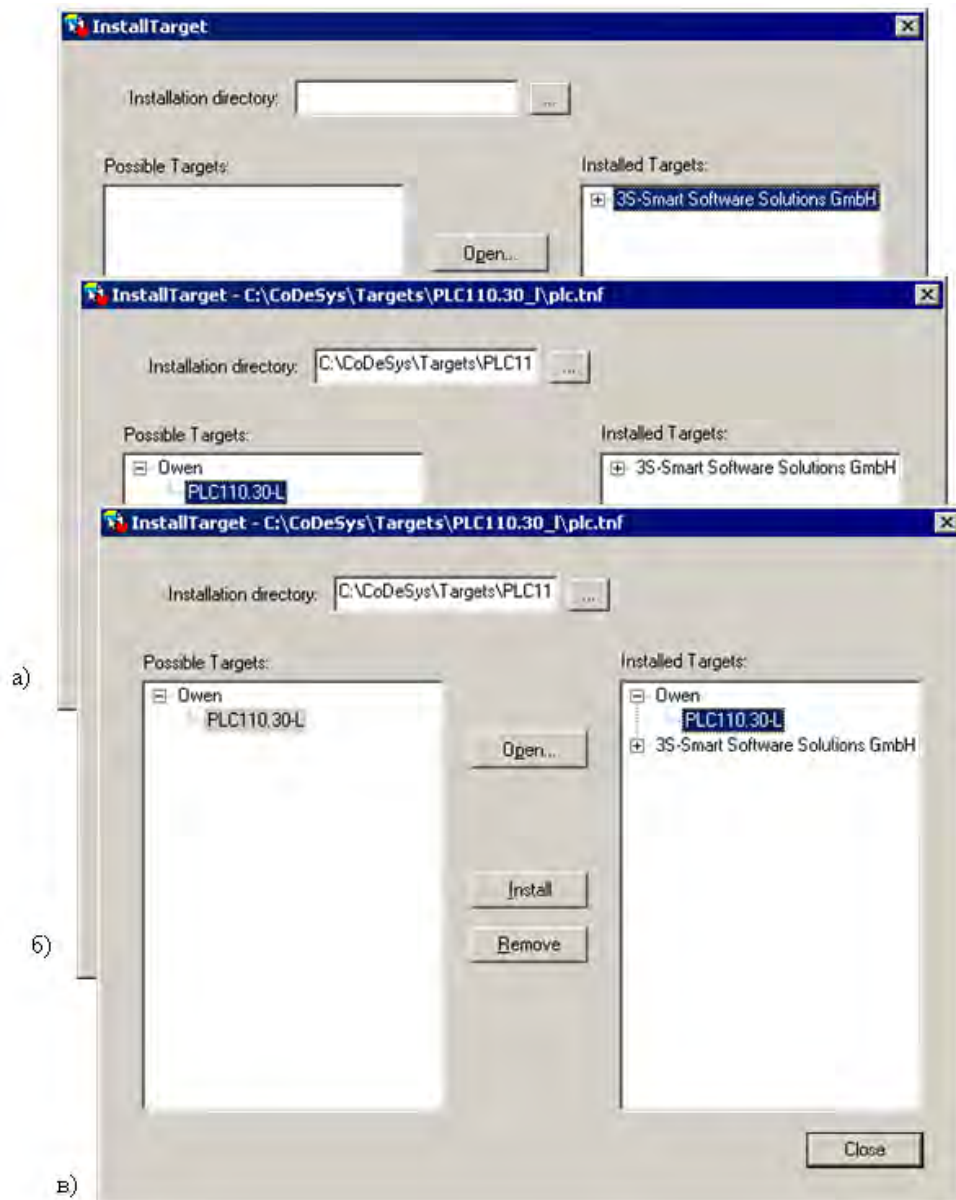 InstallTarget
Installation directory: ...
Possible Targets: Installed Targets:
3S-Smart Software Solutions GmbH
Open...
InstallTarget - C:\CoDeSys\Targets\PLC110.30_l\plc.tnf
Installation directory: C:\CoDeSys\Targets\PLC11 ...
Possible Targets: Installed Targets:
Owen 3S-Smart Software Solutions GmbH
PLC110.30-L
InstallTarget - C:\CoDeSys\Targets\PLC110.30_l\plc.tnf
Installation directory: C:\CoDeSys\Targets\PLC11 ...
Possible Targets: Installed Targets:
а)
Owen Owen
PLC110.30-L PLC110.30-L
Open... 3S-Smart Software Solutions GmbH
Install
б) Remove
Close
в)